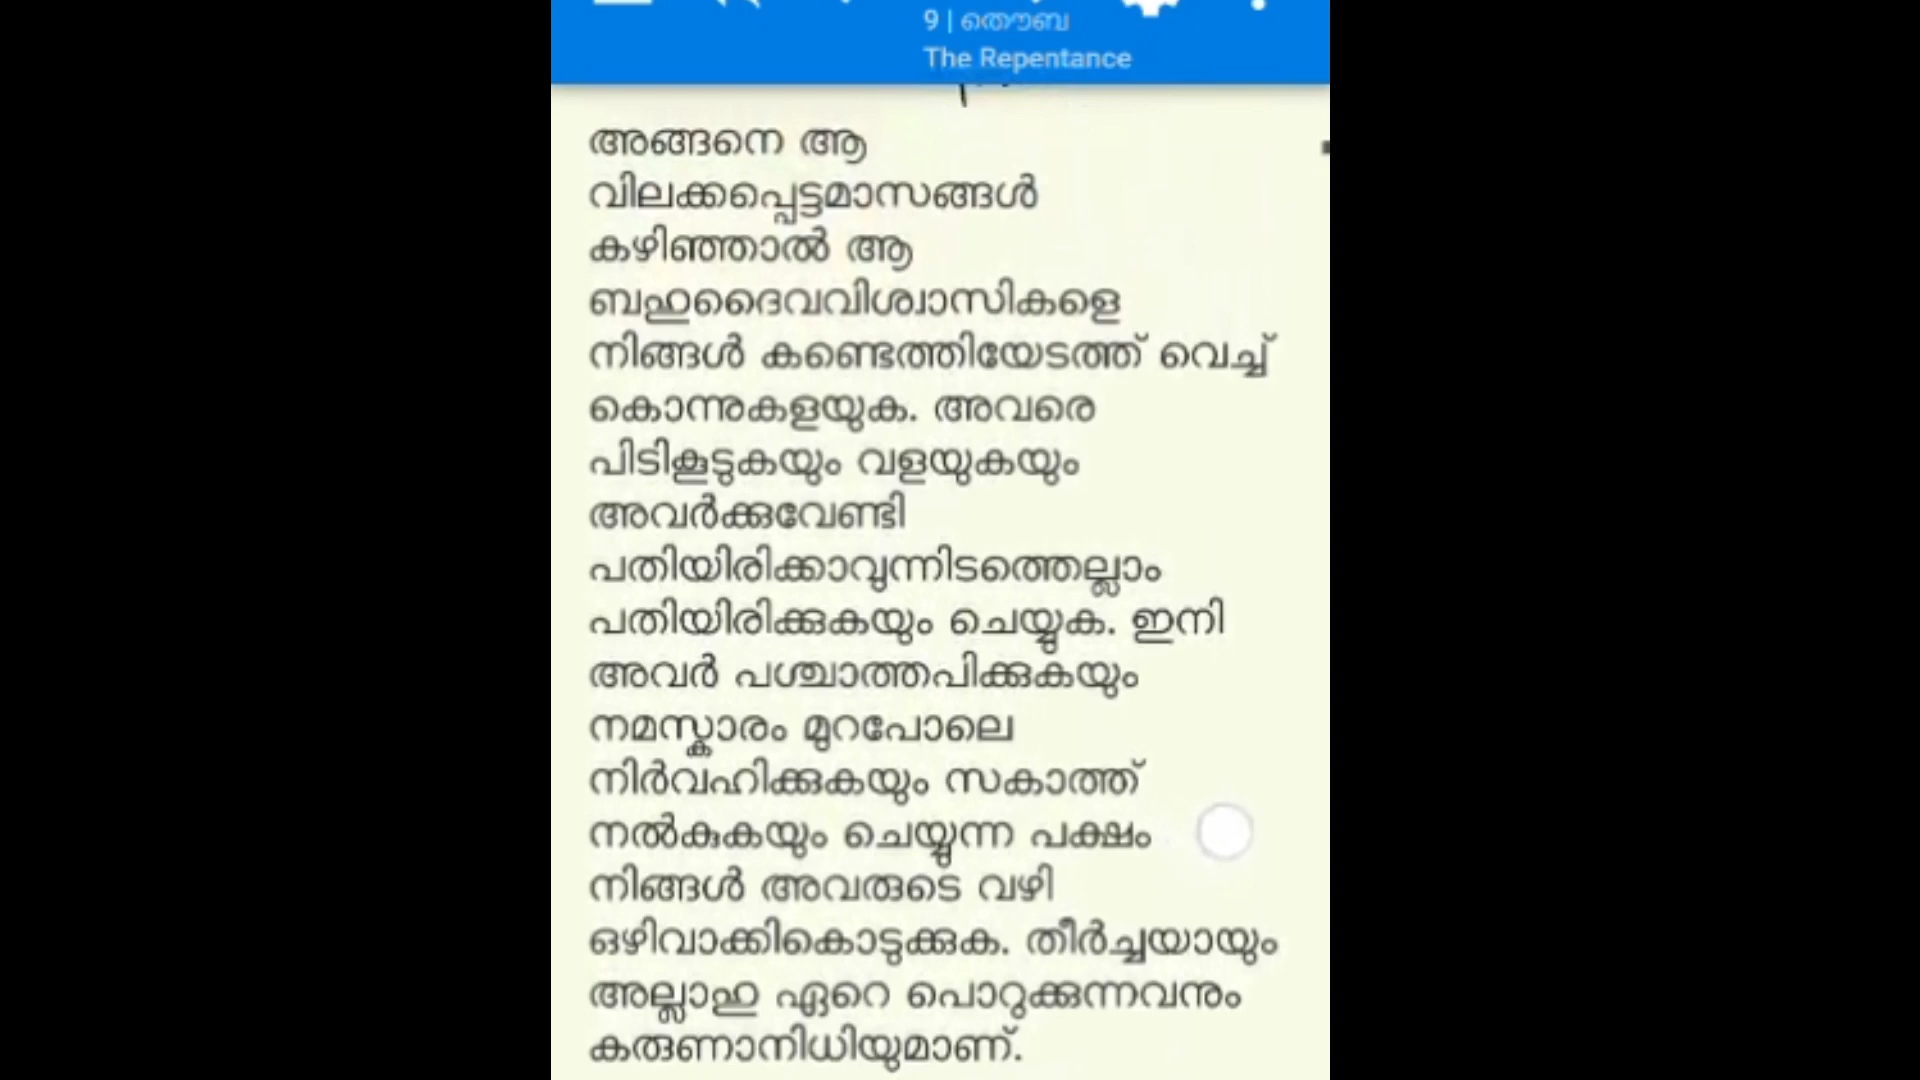 9 | തൌബ
The Repentance
അങ്ങനെ ആ
വിലക്കപ്പെട്ടമാസങ്ങൾ
കഴിഞ്ഞാൽ ആ
ബഹുദൈവവിശ്വാസികളെ
നിങ്ങൾ കണ്ടെത്തിയേടത്ത് വെച്ച്
കൊന്നുകളയുക. അവരെ
പിടികൂടുകയും വളയുകയും
അവർക്കുവേണ്ടി
പതിയിരിക്കാവുന്നിടത്തെല്ലാം
പതിയിരിക്കുകയും ചെയ്യുക. ഇനി
അവർ പശ്ചാത്തപിക്കുകയും
നമസ്കാരം മുറപോലെ
നിർവഹിക്കുകയും സകാത്ത്
നൽകുകയും ചെയ്യുന്ന പക്ഷം
നിങ്ങൾ അവരുടെ വഴി
ഒഴിവാക്കികൊടുക്കുക. തീർച്ചയായും
അല്ലാഹു ഏറെ പൊറുക്കുന്നവനും
കരുണാനിധിയുമാണ്.